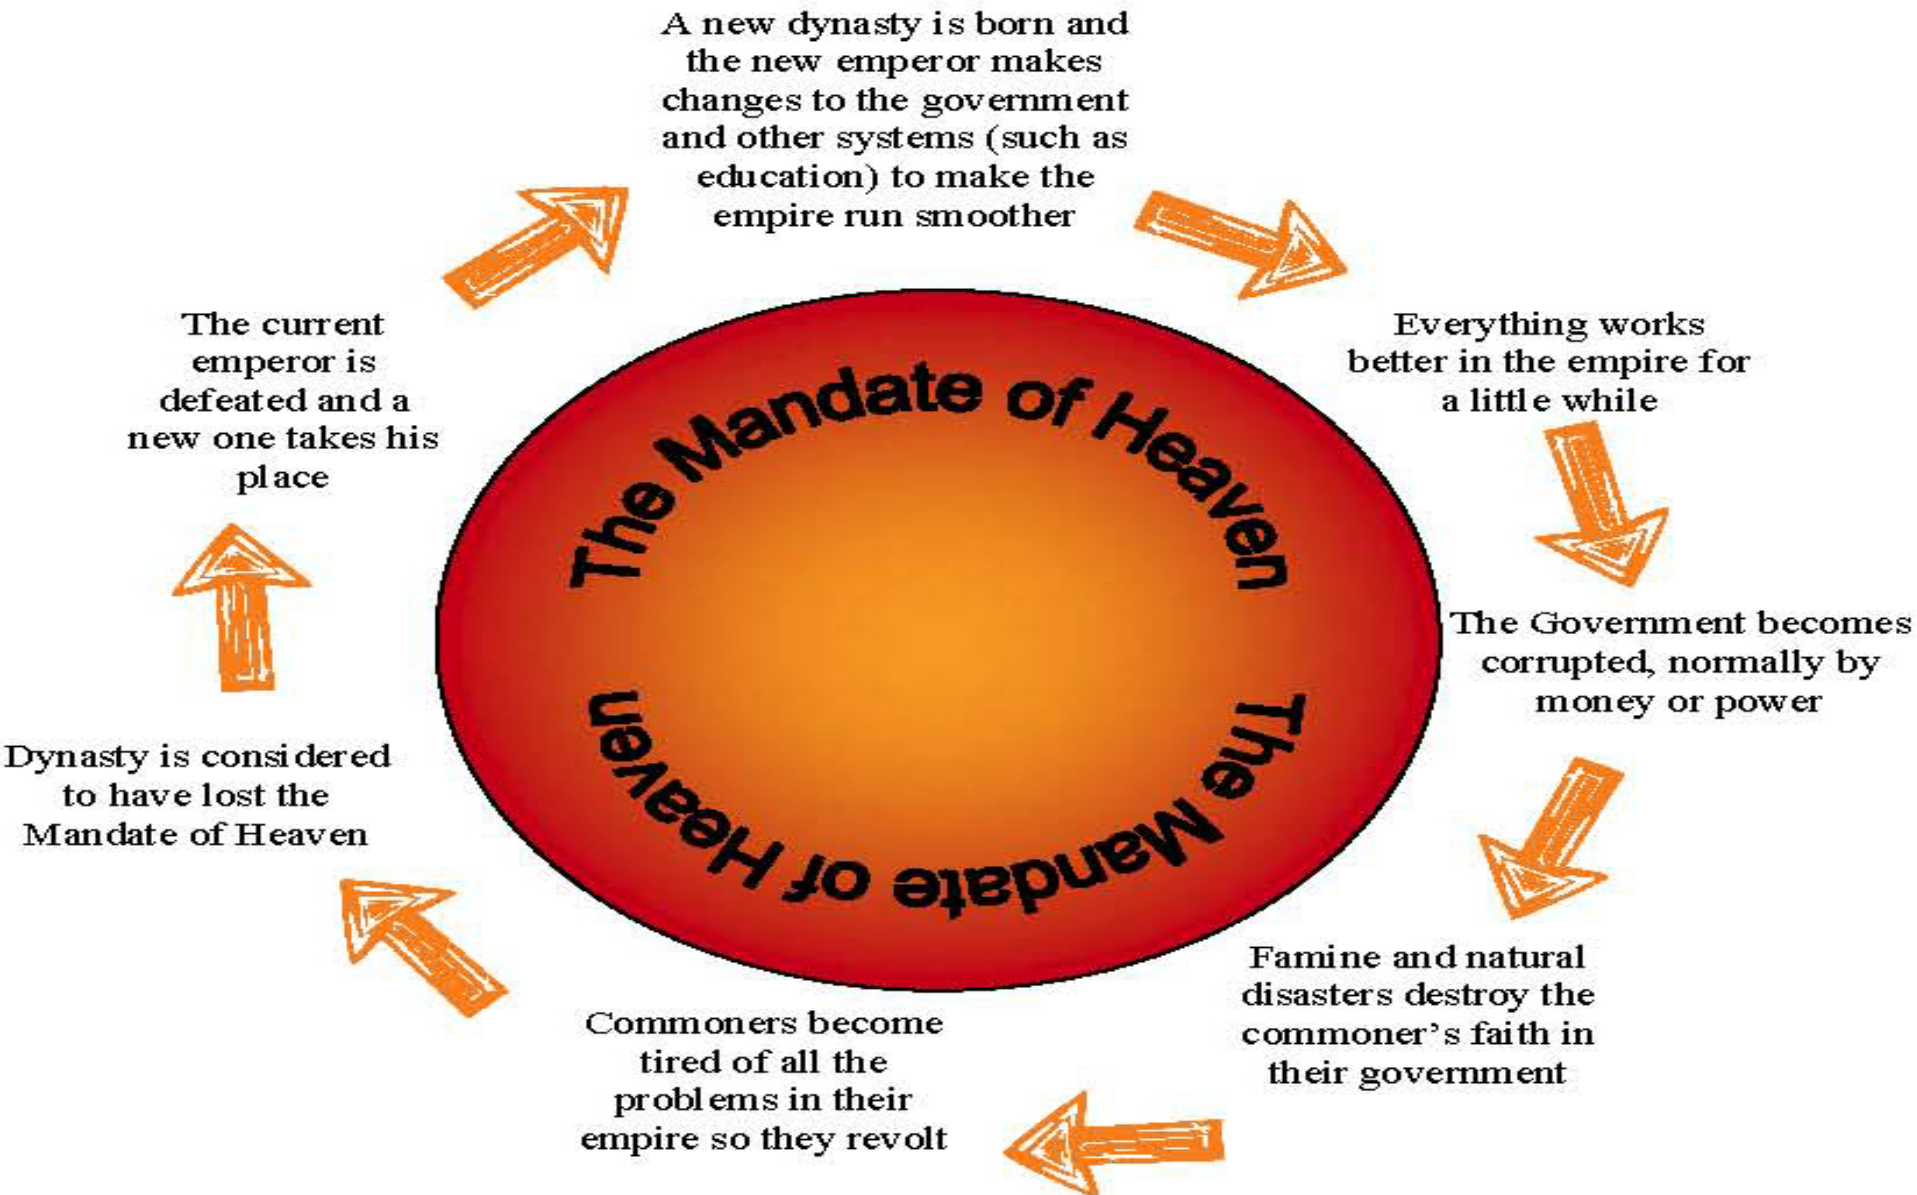 A new dynasty is born and
the new emperor makes
changes to the government
and other systems (such as
education) to make the
empire run smoother
Everything works
better in the empire for
a little while
The Government becomes
corrupted, normally by
money or power
Famine and natural
disasters destroy the
commoner's faith in
their government
Commoners become
tired of all the
problems in their
empire so they revolt
Dynasty is considered
to have lost the
Mandate of Heaven
The current
emperor is
defeated and a
new one takes his
place
The Mandate of Heaven
The Mandate of Heaven